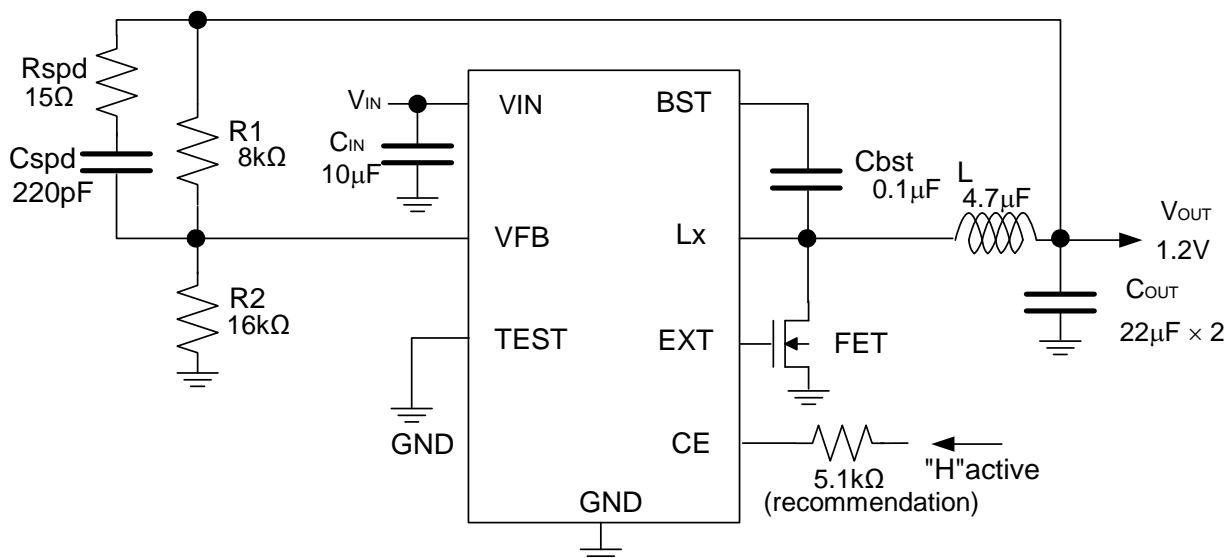 Rspd
15Ω
Cspd
220pF
R1
8kΩ
R2
16kΩ
VIN
CIN
10μF
VIN
VFB
TEST
GND
GND
BST
Lx
EXT
CE
Cbst
0.1μF
L
4.7μF
VOUT
1.2V
COUT
22μF × 2
FET
5.1kΩ
(recommendation)
"H"active